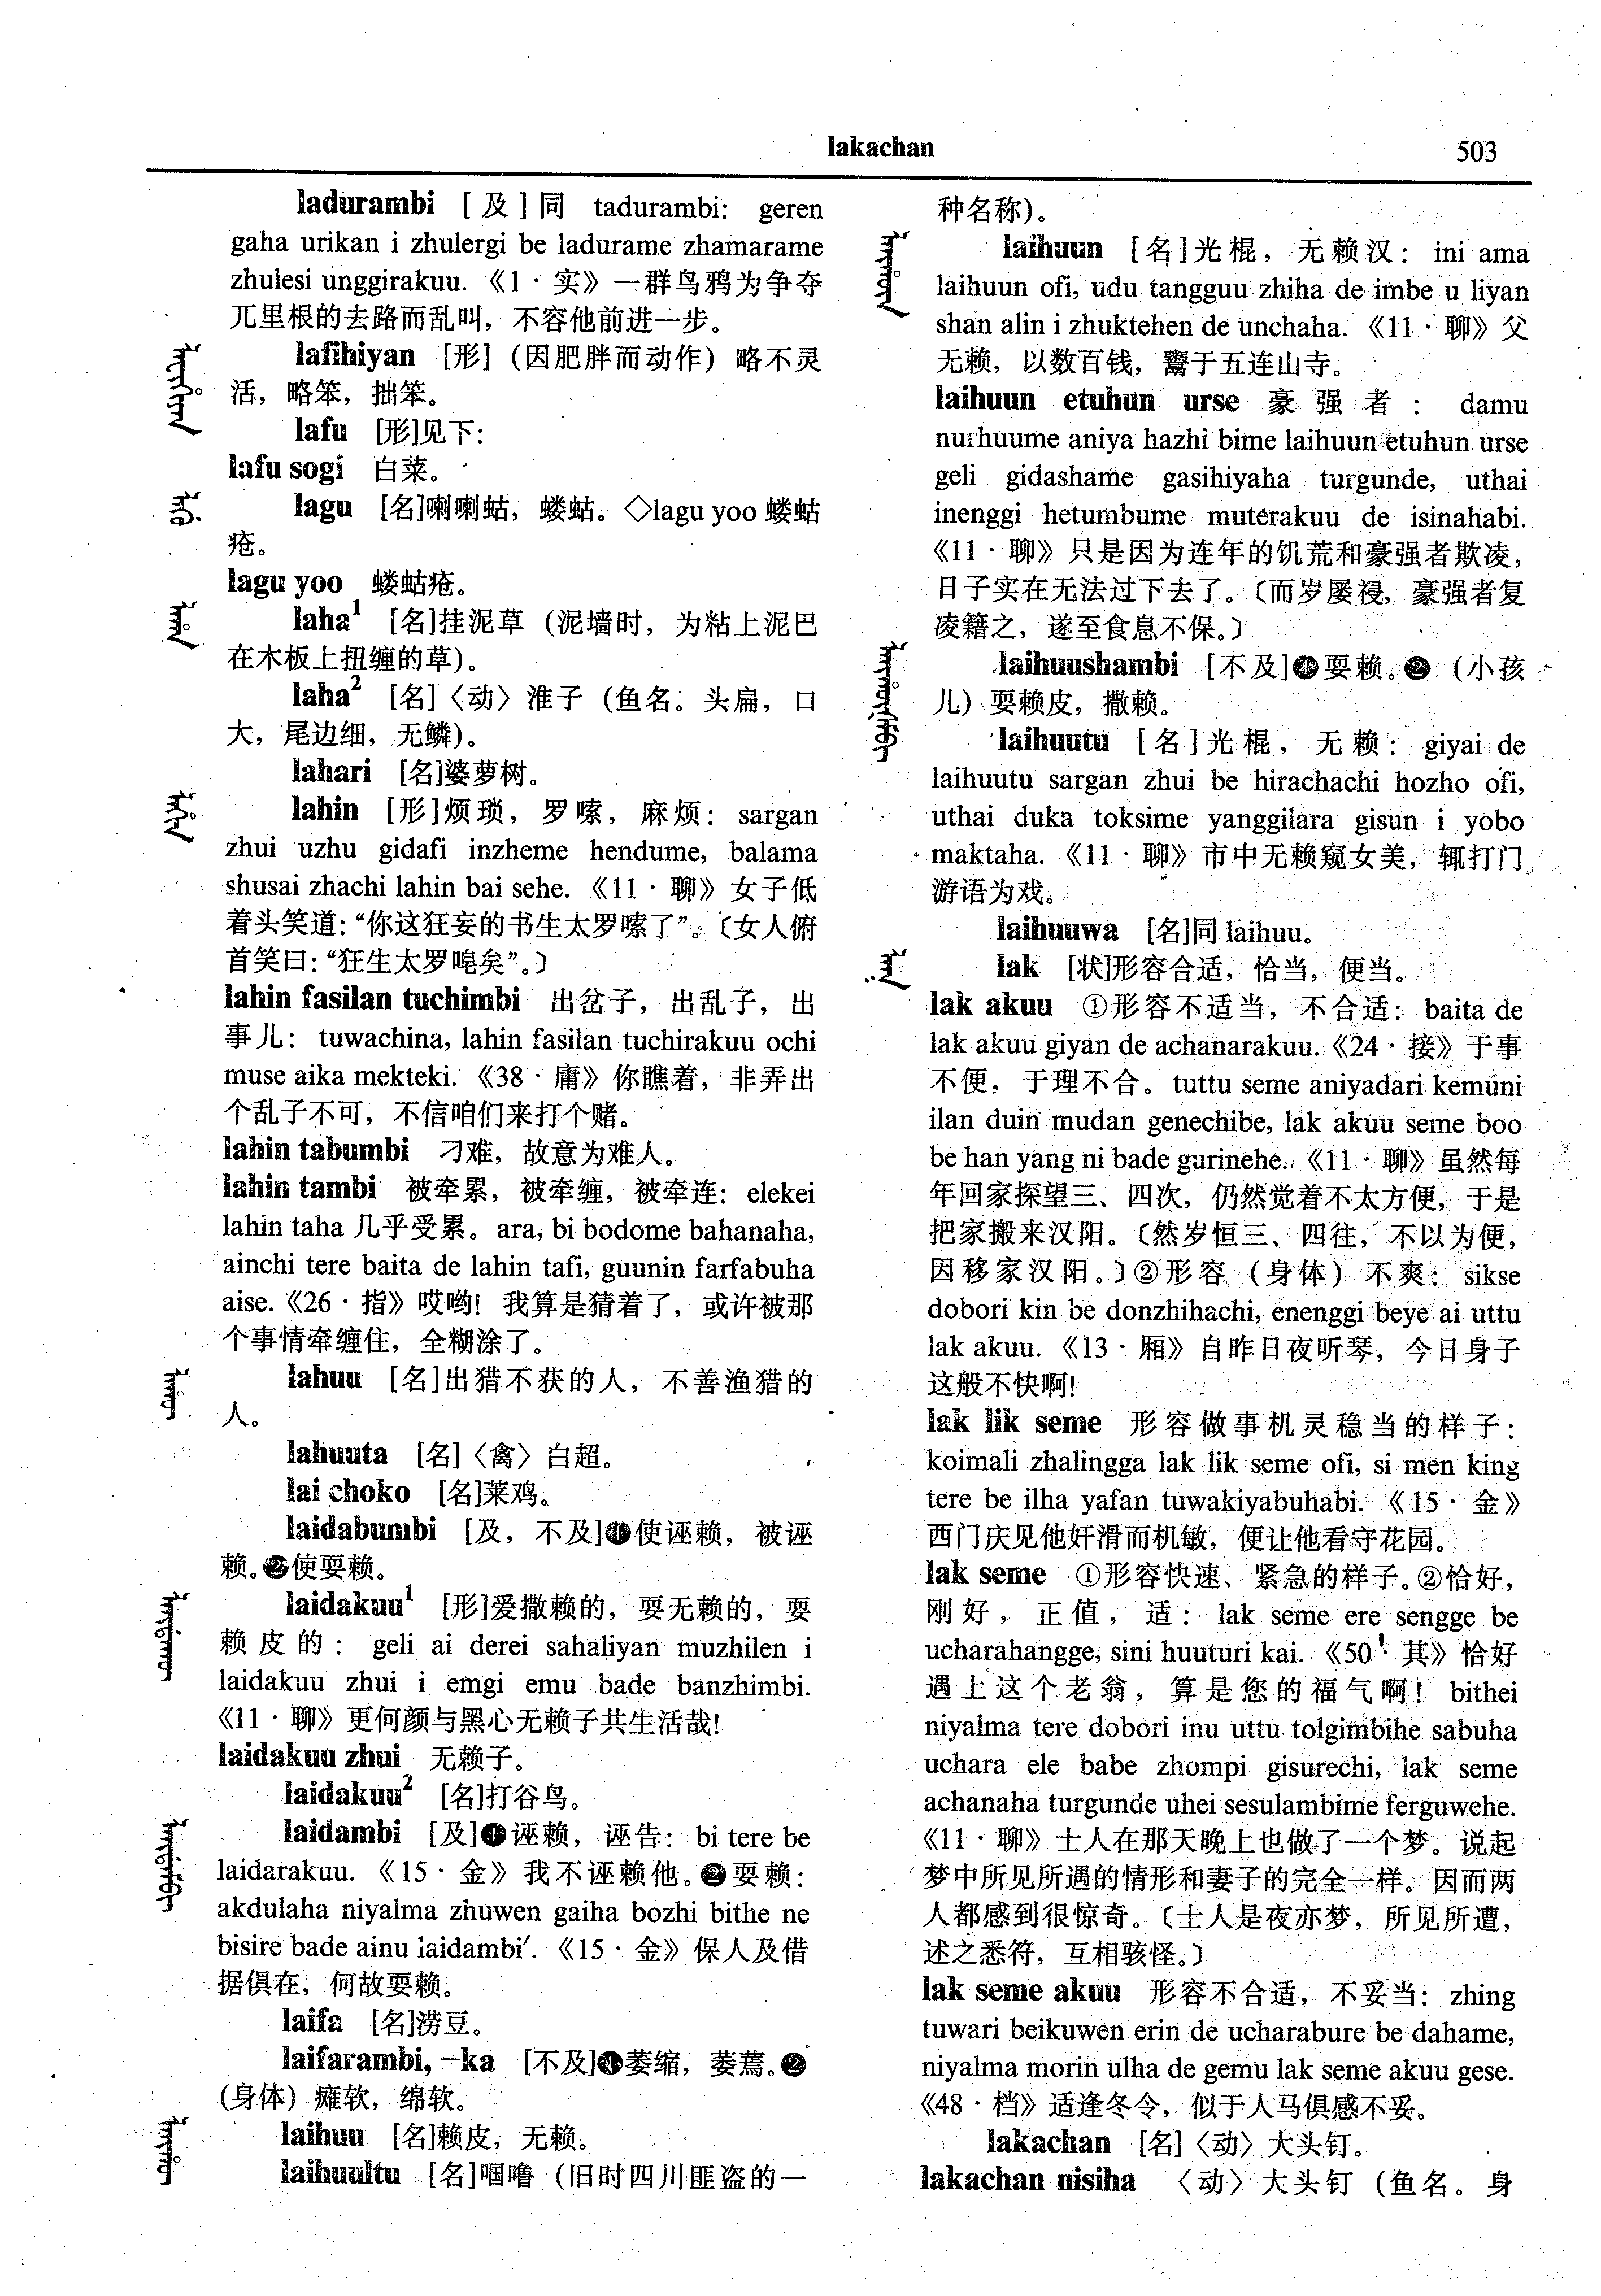 lakachan
503
ladurambi [及]同 tadurambi: geren
gaha urikan i zhulergi be ladurame zhamarame
zhulesi unggirakuu.《1·实》一群鸟鸦为争夺
兀里根的去路而乱叫，不容他前进一步。
lafihiyan [形]（因肥胖而动作）略不灵
活，略笨，拙笨。
lafu [形]见下：
lafu sogi 白菜。
lagu [名]喇喇蛄，蝼蛄。◇lagu yoo 蝼蛄
疮。
lagu yoo 蝼蛄疮。
laha¹ [名]挂泥草（泥墙时，为粘上泥巴
在木板上扭缠的草）。
laha² [名]〈动〉淮子（鱼名。头扁，口
大，尾边细，无鳞）。
lahari [名]婆萝树。
lahin [形]烦琐，罗嗦，麻烦：sargan
zhui uzhu gidafi inzheme hendume, balama
shusai zhachi lahin bai sehe.《11·聊》女子低
着头笑道：“你这狂妄的书生太罗嗦了”。〔女人俯
首笑曰：“狂生太罗唣矣”。〕
lahin fasilan tuchimbi 出岔子，出乱子，出
事儿：tuwachina, lahin fasilan tuchirakuu ochi
muse aika mekteki.《38·庸》你瞧着，非弄出
个乱子不可，不信咱们来打个赌。
lahin tabumbi 刁难，故意为难人。
lahin tambi 被牵累，被牵缠，被牵连：elekei
lahin taha 几乎受累。ara, bi bodome bahanaha,
ainchi tere baita de lahin tafi, guunin farfabuha
aise.《26·指》哎哟！我算是猜着了，或许被那
个事情牵缠住，全糊涂了。
lahuu [名]出猎不获的人，不善渔猎的
人。
lahuuta [名]〈禽〉白超。
lai choko [名]莱鸡。
laidabumbi [及，不及]❶使诬赖，被诬
赖。❷使耍赖。
laidakuu¹ [形]爱撒赖的，耍无赖的，耍
赖皮的：geli ai derei sahaliyan muzhilen i
laidakuu zhui i emgi emu bade banzhimbi.
《11·聊》更何颜与黑心无赖子共生活哉！
laidakuu zhui 无赖子。
laidakuu² [名]打谷鸟。
laidambi [及]❶诬赖，诬告：bi tere be
laidarakuu.《15·金》我不诬赖他。❷耍赖：
akdulaha niyalma zhuwen gaiha bozhi bithe ne
bisire bade ainu laidambi.《15·金》保人及借
据俱在，何故耍赖。
laifa [名]涝豆。
laifarambi, -ka [不及]❶萎缩，萎蔫。❷
（身体）瘫软，绵软。
laihuu [名]赖皮，无赖。
laihuultu [名]啯噜（旧时四川匪盗的一
种名称）。
laihuun [名]光棍，无赖汉：ini ama
laihuun ofi, udu tangguu zhiha de imbe u liyan
shan alin i zhuktehen de unchaha.《11·聊》父
无赖，以数百钱，鬻于五连山寺。
laihuun etuhun urse 豪强者：damu
nurhuume aniya hazhi bime laihuun etuhun urse
geli gidashame gasihiyaha turgunde, uthai
inenggi hetumbume muterakuu de isinahabi.
《11·聊》只是因为连年的饥荒和豪强者欺凌，
日子实在无法过下去了。〔而岁屡祲，豪强者复
凌籍之，遂至食息不保。〕
laihuushambi [不及]❶耍赖。❷（小孩
儿）耍赖皮，撒赖。
laihuutu [名]光棍，无赖：giyai de
laihuutu sargan zhui be hirachachi hozho ofi,
uthai duka toksime yanggilara gisun i yobo
maktaha.《11·聊》市中无赖窥女美，辄打门
游语为戏。
laihuuwa [名]同 laihuu。
lak [状]形容合适，恰当，便当。
lak akuu ①形容不适当，不合适：baita de
lak akuu giyan de achanarakuu.《24·接》于事
不便，于理不合。tuttu seme aniyadari kemuni
ilan duin mudan genechibe, lak akuu seme boo
be han yang ni bade gurinehe.《11·聊》虽然每
年回家探望三、四次，仍然觉着不太方便，于是
把家搬来汉阳。〔然岁恒三、四往，不以为便，
因移家汉阳。〕②形容（身体）不爽：sikse
dobori kin be donzhihachi, enenggi beye ai uttu
lak akuu.《13·厢》自昨日夜听琴，今日身子
这般不快啊！
lak lik seme 形容做事机灵稳当的样子：
koimali zhalingga lak lik seme ofi, si men king
tere be ilha yafan tuwakiyabuhabi.《15·金》
西门庆见他奸滑而机敏，便让他看守花园。
lak seme ①形容快速、紧急的样子。②恰好，
刚好，正值，适：lak seme ere sengge be
ucharahangge, sini huuturi kai.《50·其》恰好
遇上这个老翁，算是您的福气啊！bithei
niyalma tere dobori inu uttu tolgimbihe sabuha
uchara ele babe zhompi gisurechi, lak seme
achanaha turgunde uhei sesulambime ferguwehe.
《11·聊》士人在那天晚上也做了一个梦。说起
梦中所见所遇的情形和妻子的完全一样。因而两
人都感到很惊奇。〔士人是夜亦梦，所见所遭，
述之悉符，互相骇怪。〕
lak seme akuu 形容不合适，不妥当：zhing
tuwari beikuwen erin de ucharabure be dahame,
niyalma morin ulha de gemu lak seme akuu gese.
《48·档》适逢冬令，似于人马俱感不妥。
lakachan [名]〈动〉大头钉。
lakachan nisiha 〈动〉大头钉（鱼名。身